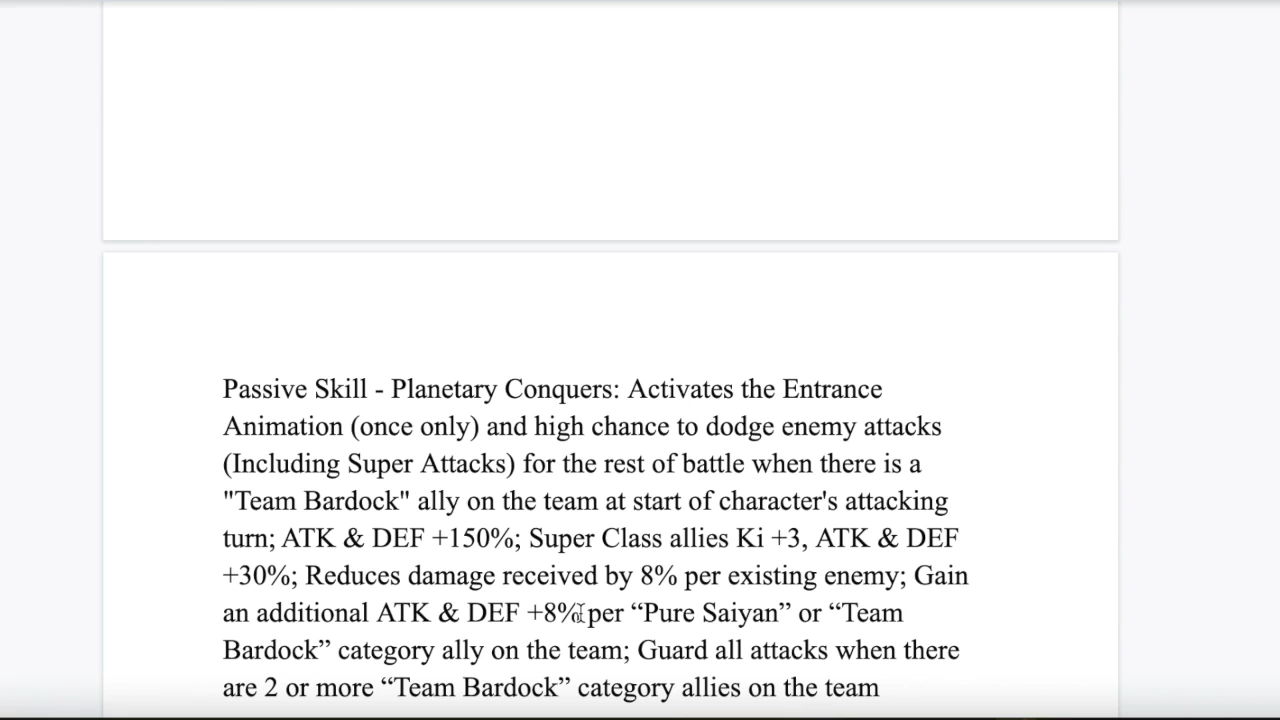 Passive Skill - Planetary Conquers: Activates the Entrance
Animation (once only) and high chance to dodge enemy attacks
(Including Super Attacks) for the rest of battle when there is a
"Team Bardock" ally on the team at start of character's attacking
turn; ATK & DEF +150%; Super Class allies Ki +3, ATK & DEF
+30%; Reduces damage received by 8% per existing enemy; Gain
an additional ATK & DEF +8% per “Pure Saiyan” or “Team
Bardock” category ally on the team; Guard all attacks when there
are 2 or more “Team Bardock” category allies on the team